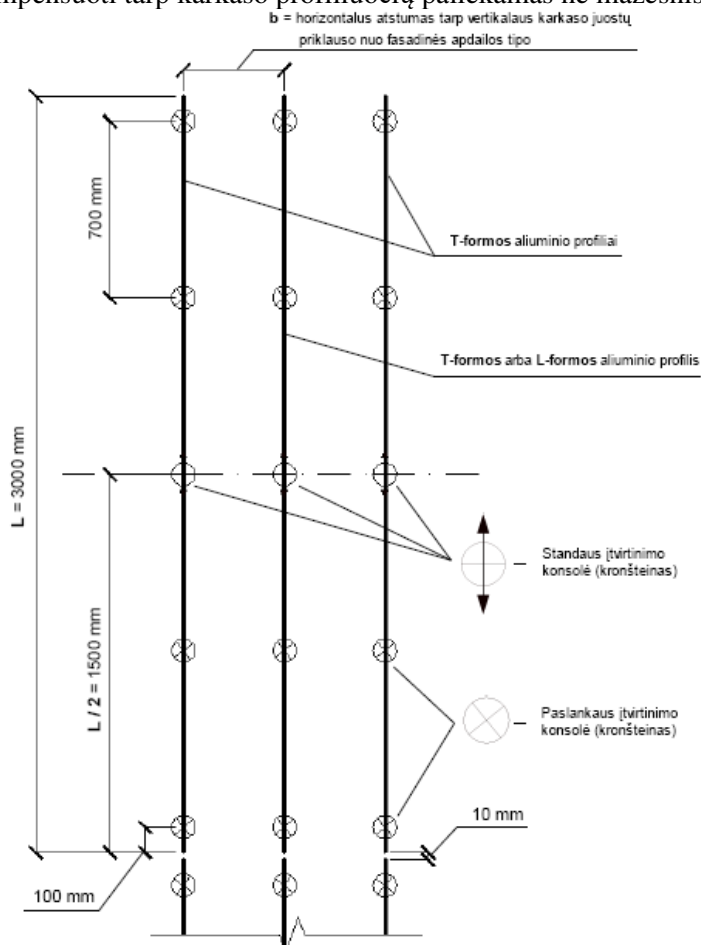 tarp karkaso profiliuočių paliekamas ne mažesnis
b = horizontalus atstumas tarp vertikalaus karkaso juostų
priklauso nuo fasadinės apdailos tipo
700 mm
T-formos aliuminio profiliai
T-formos arba L-formos aliuminio profilis
L = 3000 mm
Standaus įtvirtinimo
konsolė (kronšteinas)
L / 2 = 1500 mm
Paslankaus įtvirtinimo
konsolė (kronšteinas)
10 mm
100 mm